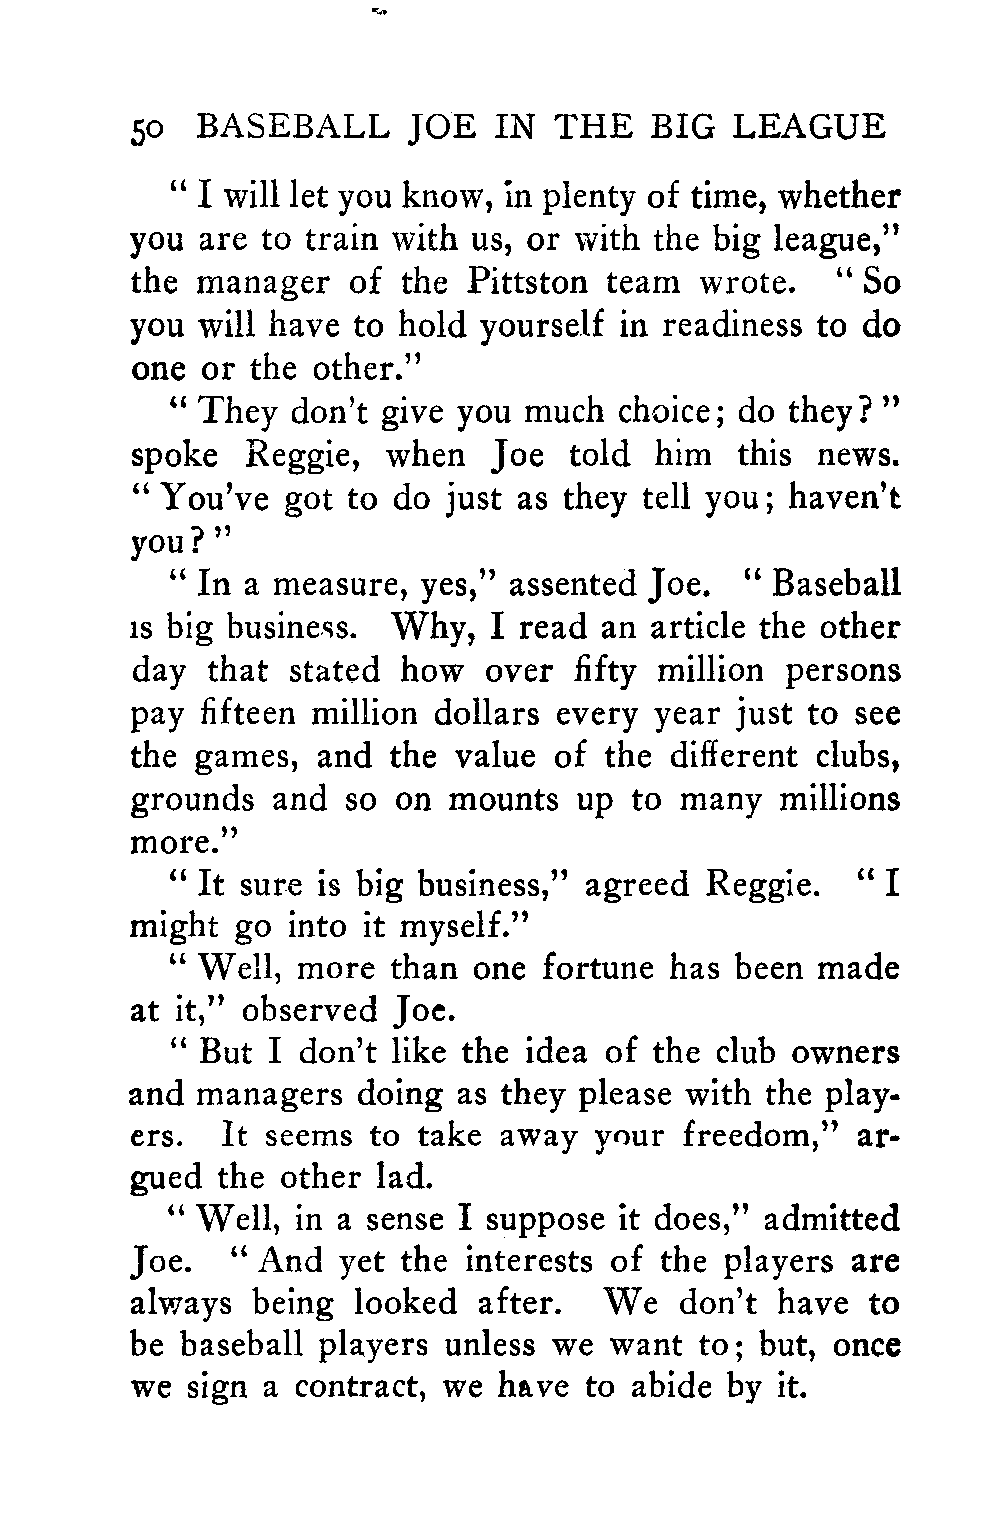 50 BASEBALL JOE IN THE BIG LEAGUE
" I will let you know, in plenty of time, whether
you are to train with us, or with the big league,"
the manager of the Pittston team wrote. " So
you will have to hold yourself in readiness to do
one or the other."
" They don't give you much choice; do they? "
spoke Reggie, when Joe told him this news.
" You've got to do just as they tell you; haven't
you? "
" In a measure, yes," assented Joe. " Baseball
is big business. Why, I read an article the other
day that stated how over fifty million persons
pay fifteen million dollars every year just to see
the games, and the value of the different clubs,
grounds and so on mounts up to many millions
more."
" It sure is big business," agreed Reggie. " I
might go into it myself."
" Well, more than one fortune has been made
at it," observed Joe.
" But I don't like the idea of the club owners
and managers doing as they please with the play-
ers. It seems to take away your freedom," ar-
gued the other lad.
" Well, in a sense I suppose it does," admitted
Joe. " And yet the interests of the players are
always being looked after. We don't have to
be baseball players unless we want to; but, once
we sign a contract, we have to abide by it.